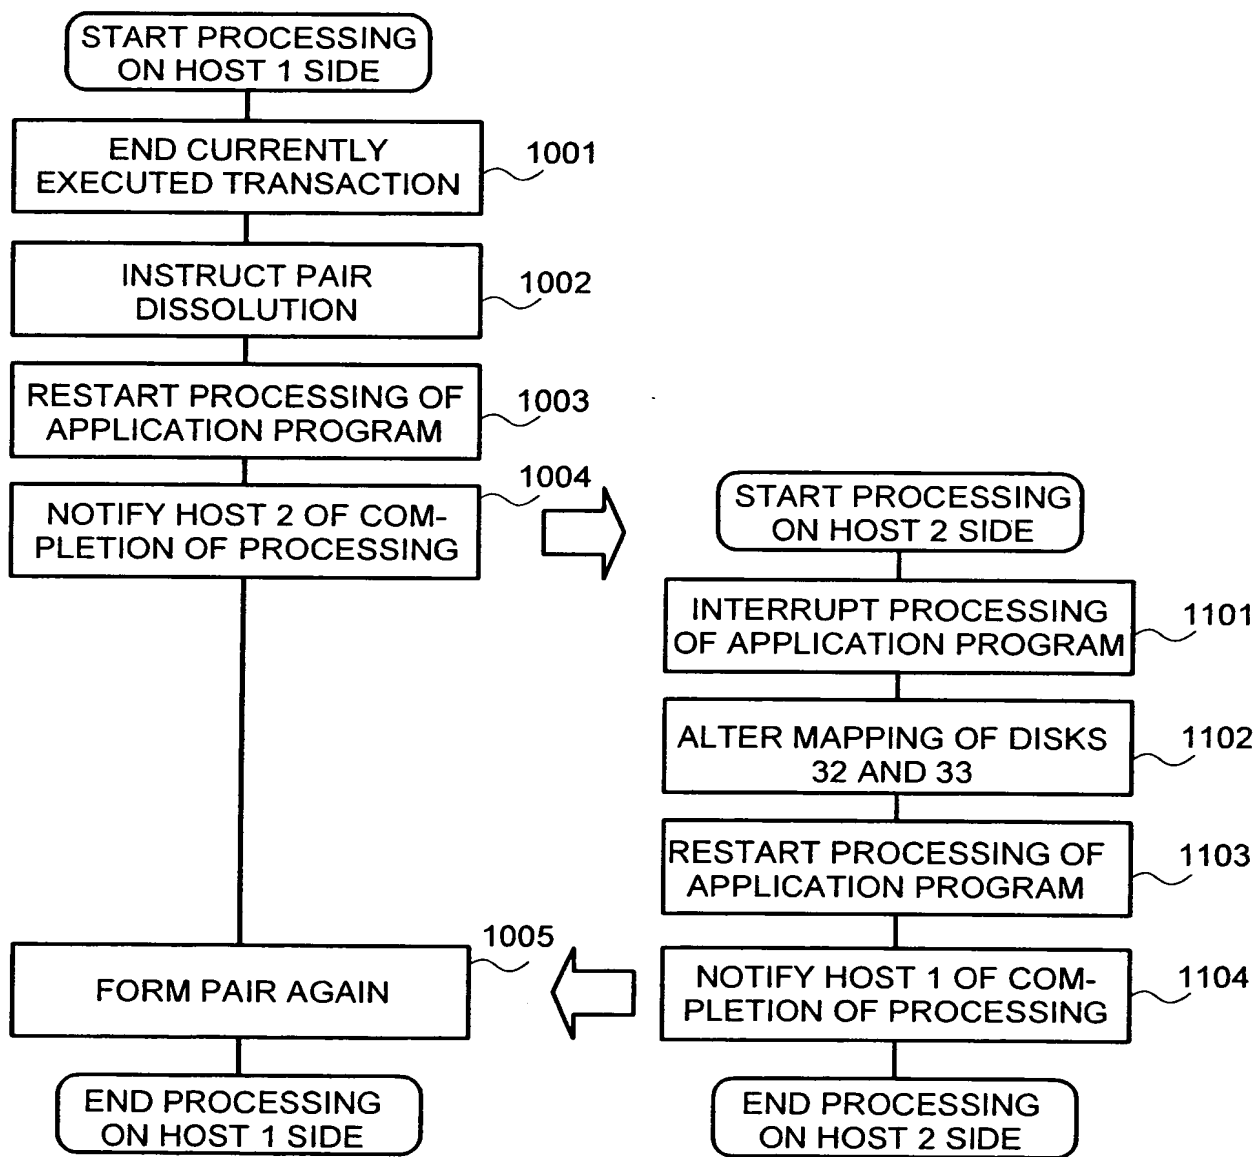 START PROCESSING
ON HOST 1 SIDE
END CURRENTLY
EXECUTED TRANSACTION
1001
INSTRUCT PAIR
DISSOLUTION
1002
RESTART PROCESSING OF
APPLICATION PROGRAM
1003
NOTIFY HOST 2 OF COM-
PLETION OF PROCESSING
1004
START PROCESSING
ON HOST 2 SIDE
INTERRUPT PROCESSING
OF APPLICATION PROGRAM
1101
ALTER MAPPING OF DISKS
32 AND 33
1102
RESTART PROCESSING OF
APPLICATION PROGRAM
1103
NOTIFY HOST 1 OF COM-
PLETION OF PROCESSING
1104
FORM PAIR AGAIN
1005
END PROCESSING
ON HOST 1 SIDE
END PROCESSING
ON HOST 2 SIDE